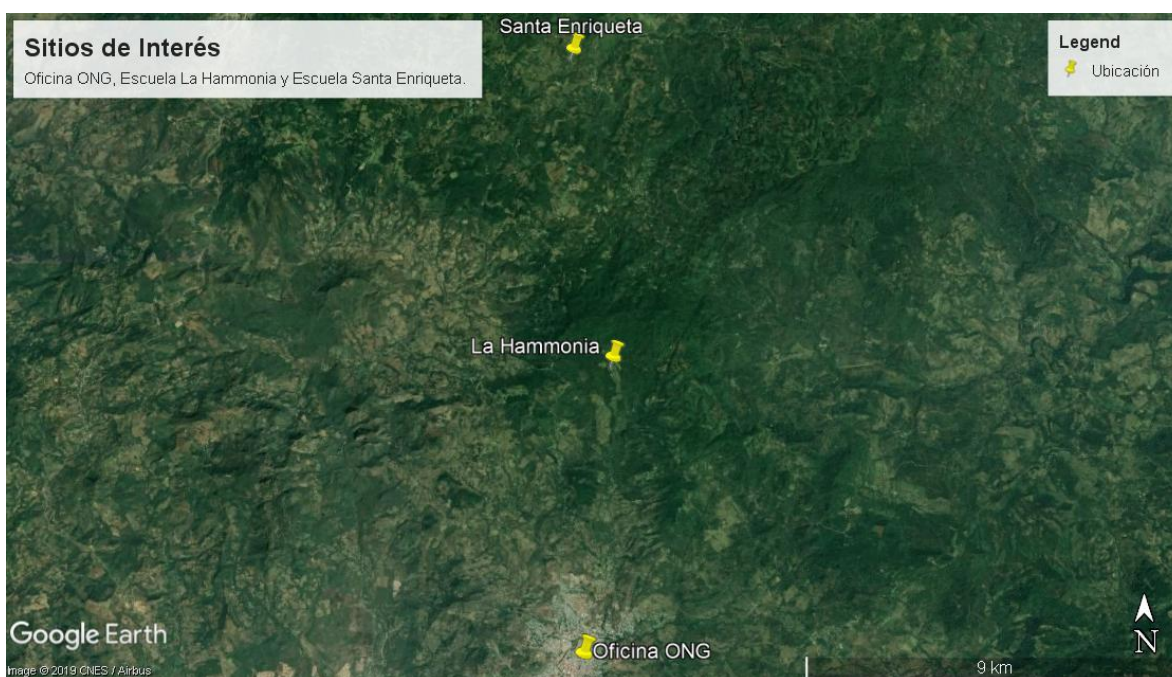 Sitios de Interés
Oficina ONG, Escuela La Hammonia y Escuela Santa Enriqueta.
Santa Enriqueta
Legend
Ubicación
La Hammonia
Oficina ONG
Google Earth
Image © 2019 CNES / Airbus
9 km
N